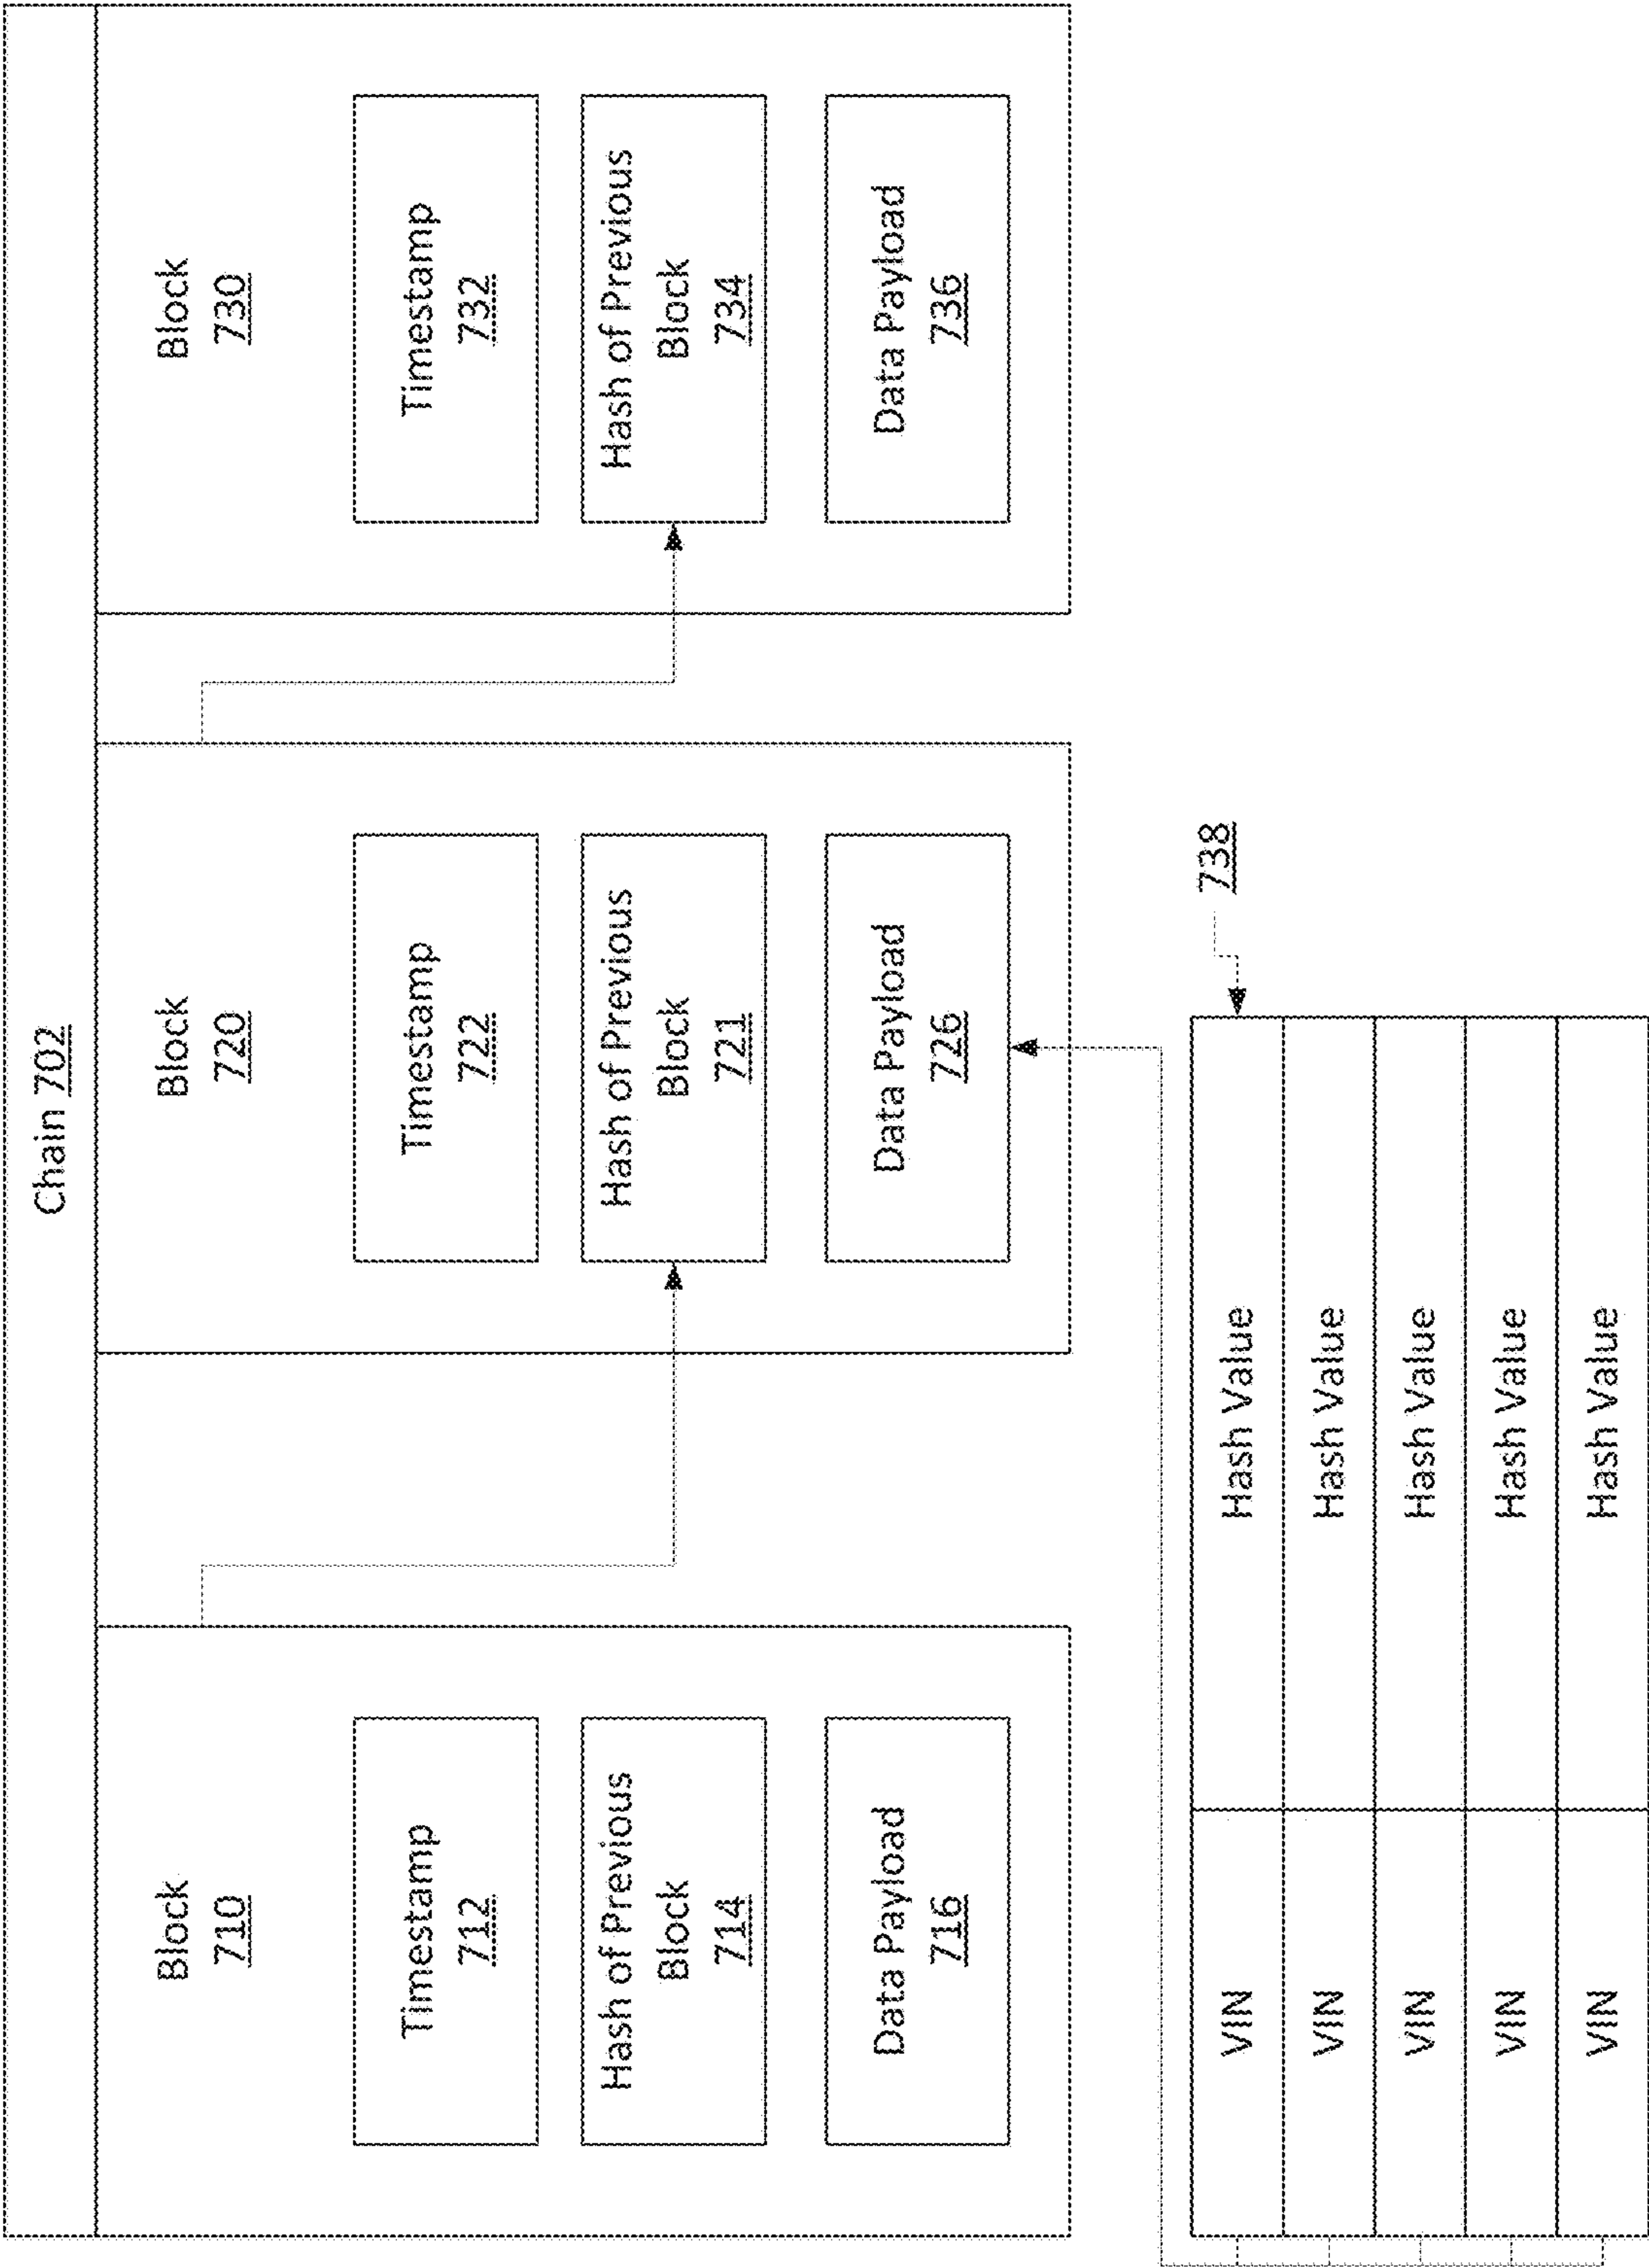 Chain 702
Block
710
Timestamp
712
Hash of Previous
Block
714
Data Payload
716
Block
720
Timestamp
722
Hash of Previous
Block
721
Data Payload
726
Block
730
Timestamp
732
Hash of Previous
Block
734
Data Payload
736
738
VIN Hash Value
VIN Hash Value
VIN Hash Value
VIN Hash Value
VIN Hash Value